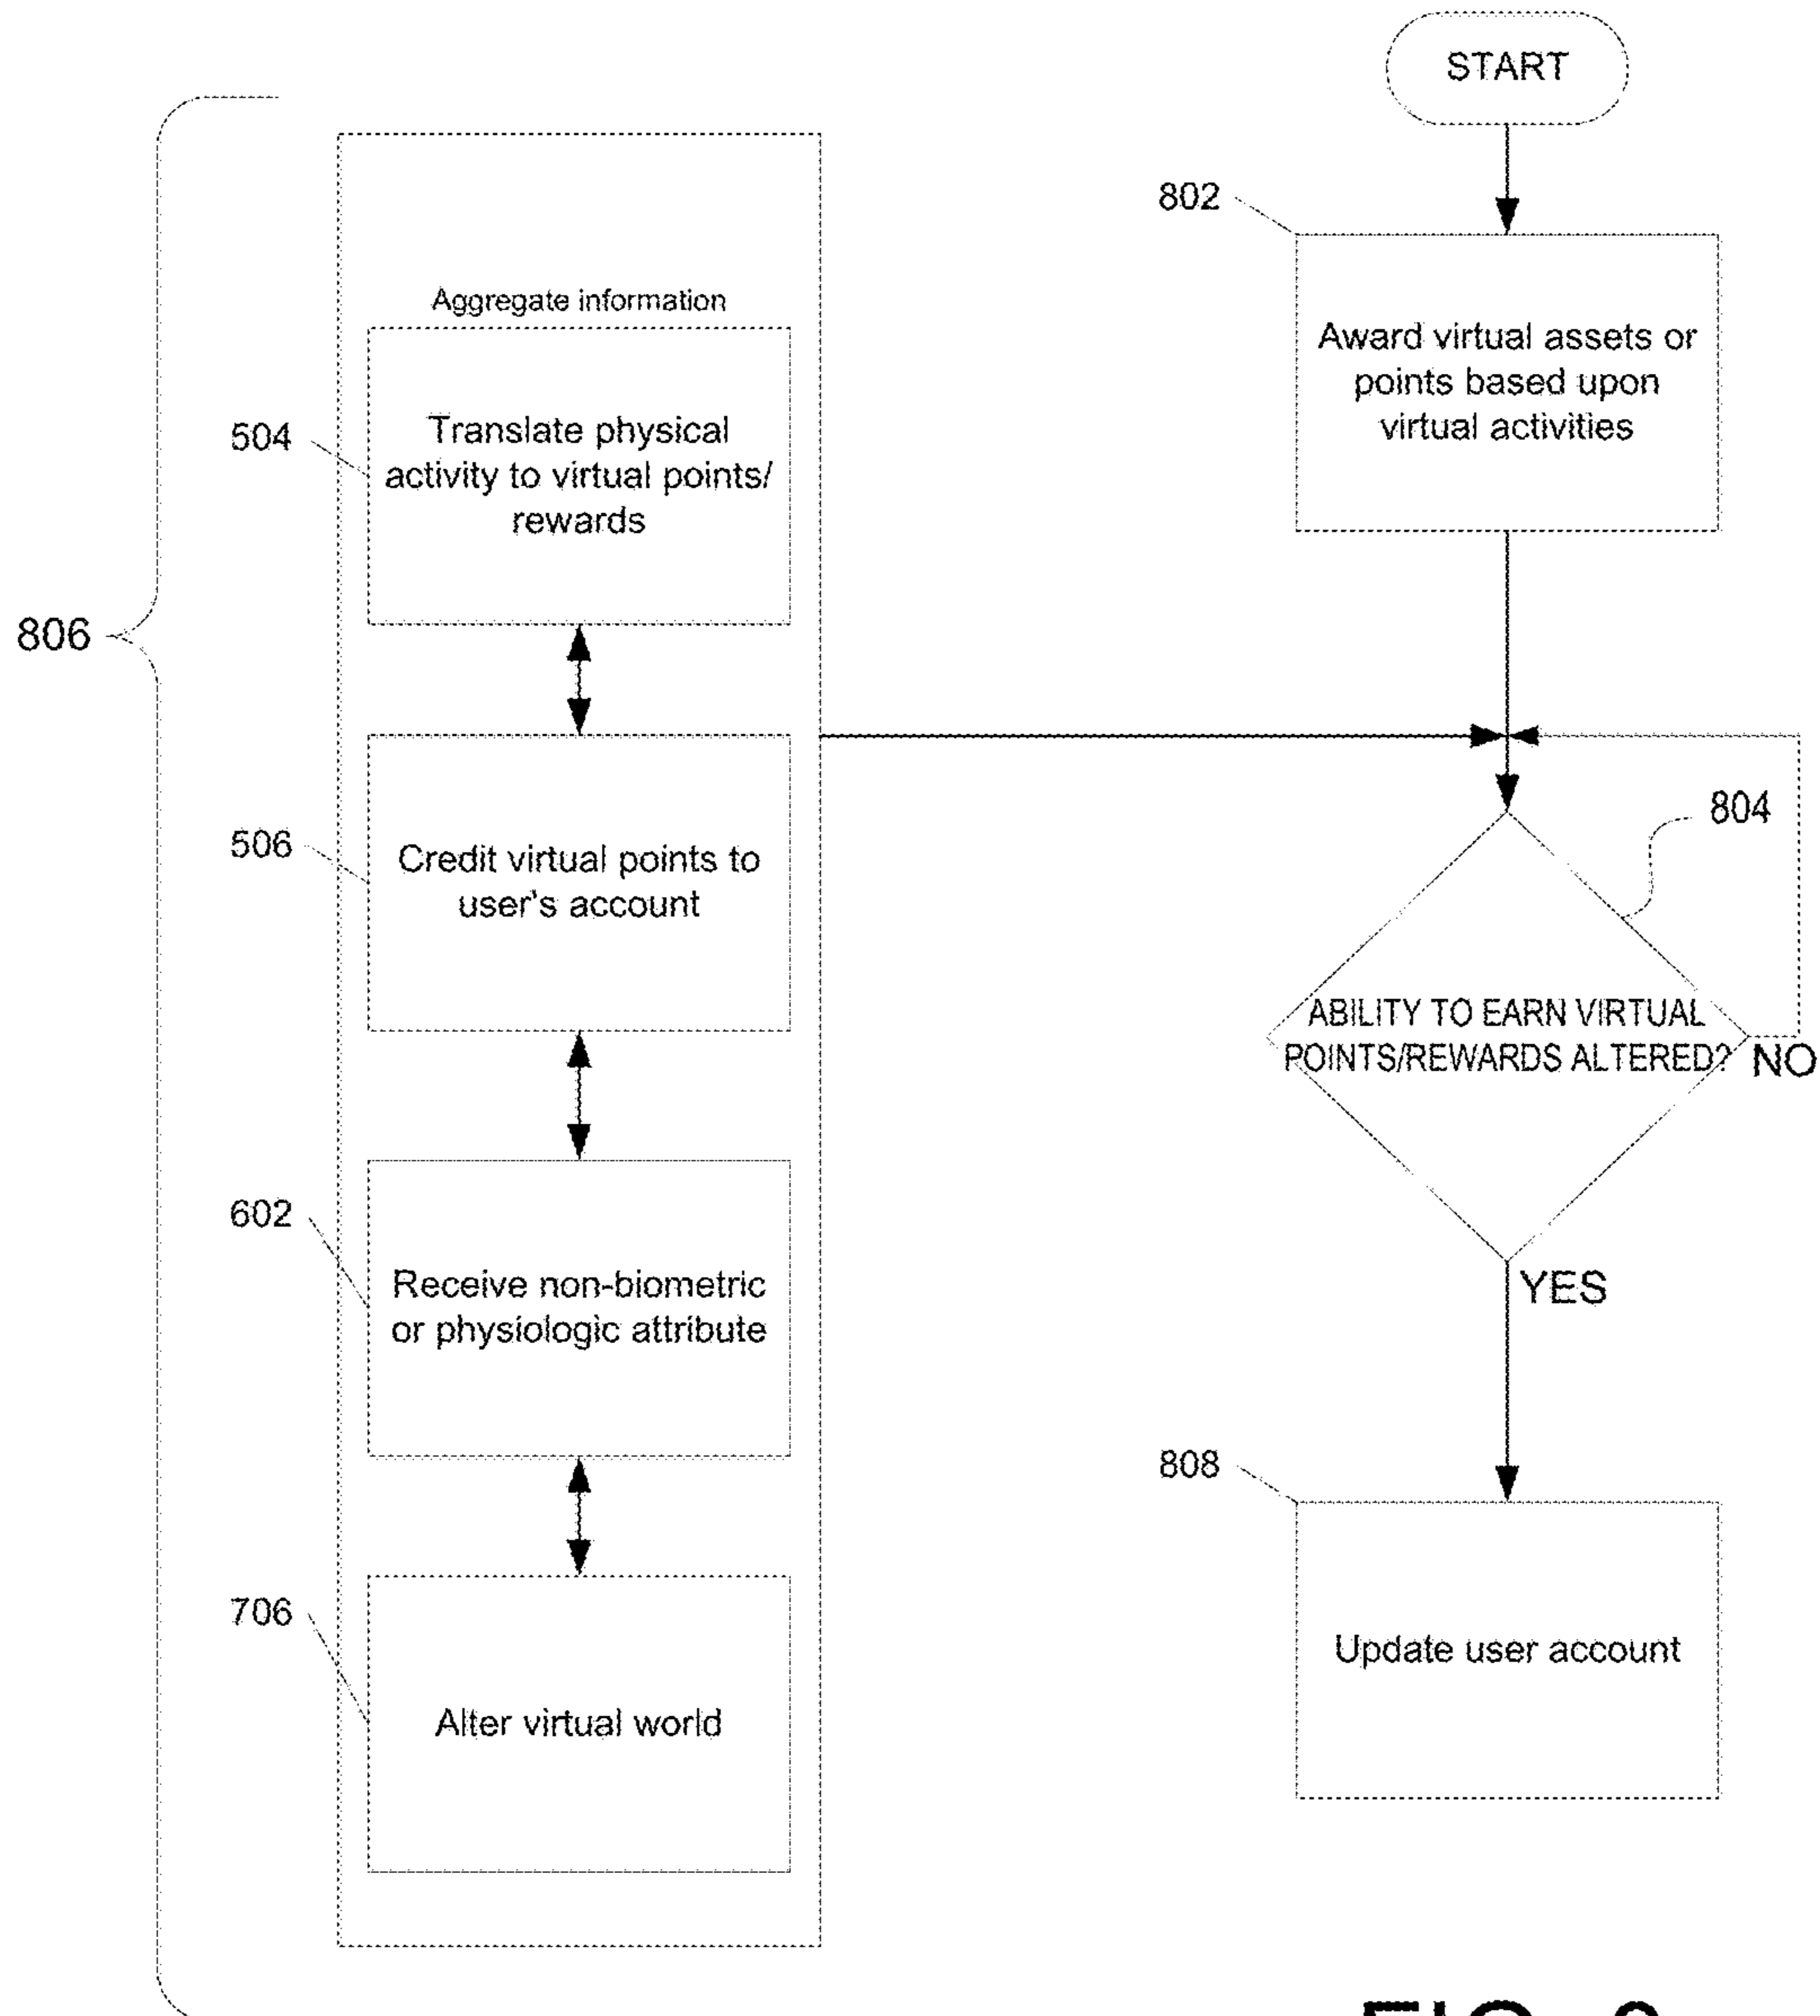 START
802
Award virtual assets or
points based upon
virtual activities
Aggregate information
504
Translate physical
activity to virtual points/
rewards
806
506
Credit virtual points to
user's account
804
ABILITY TO EARN VIRTUAL
POINTS/REWARDS ALTERED?
NO
YES
602
Receive non-biometric
or physiologic attribute
808
Update user account
706
Alter virtual world